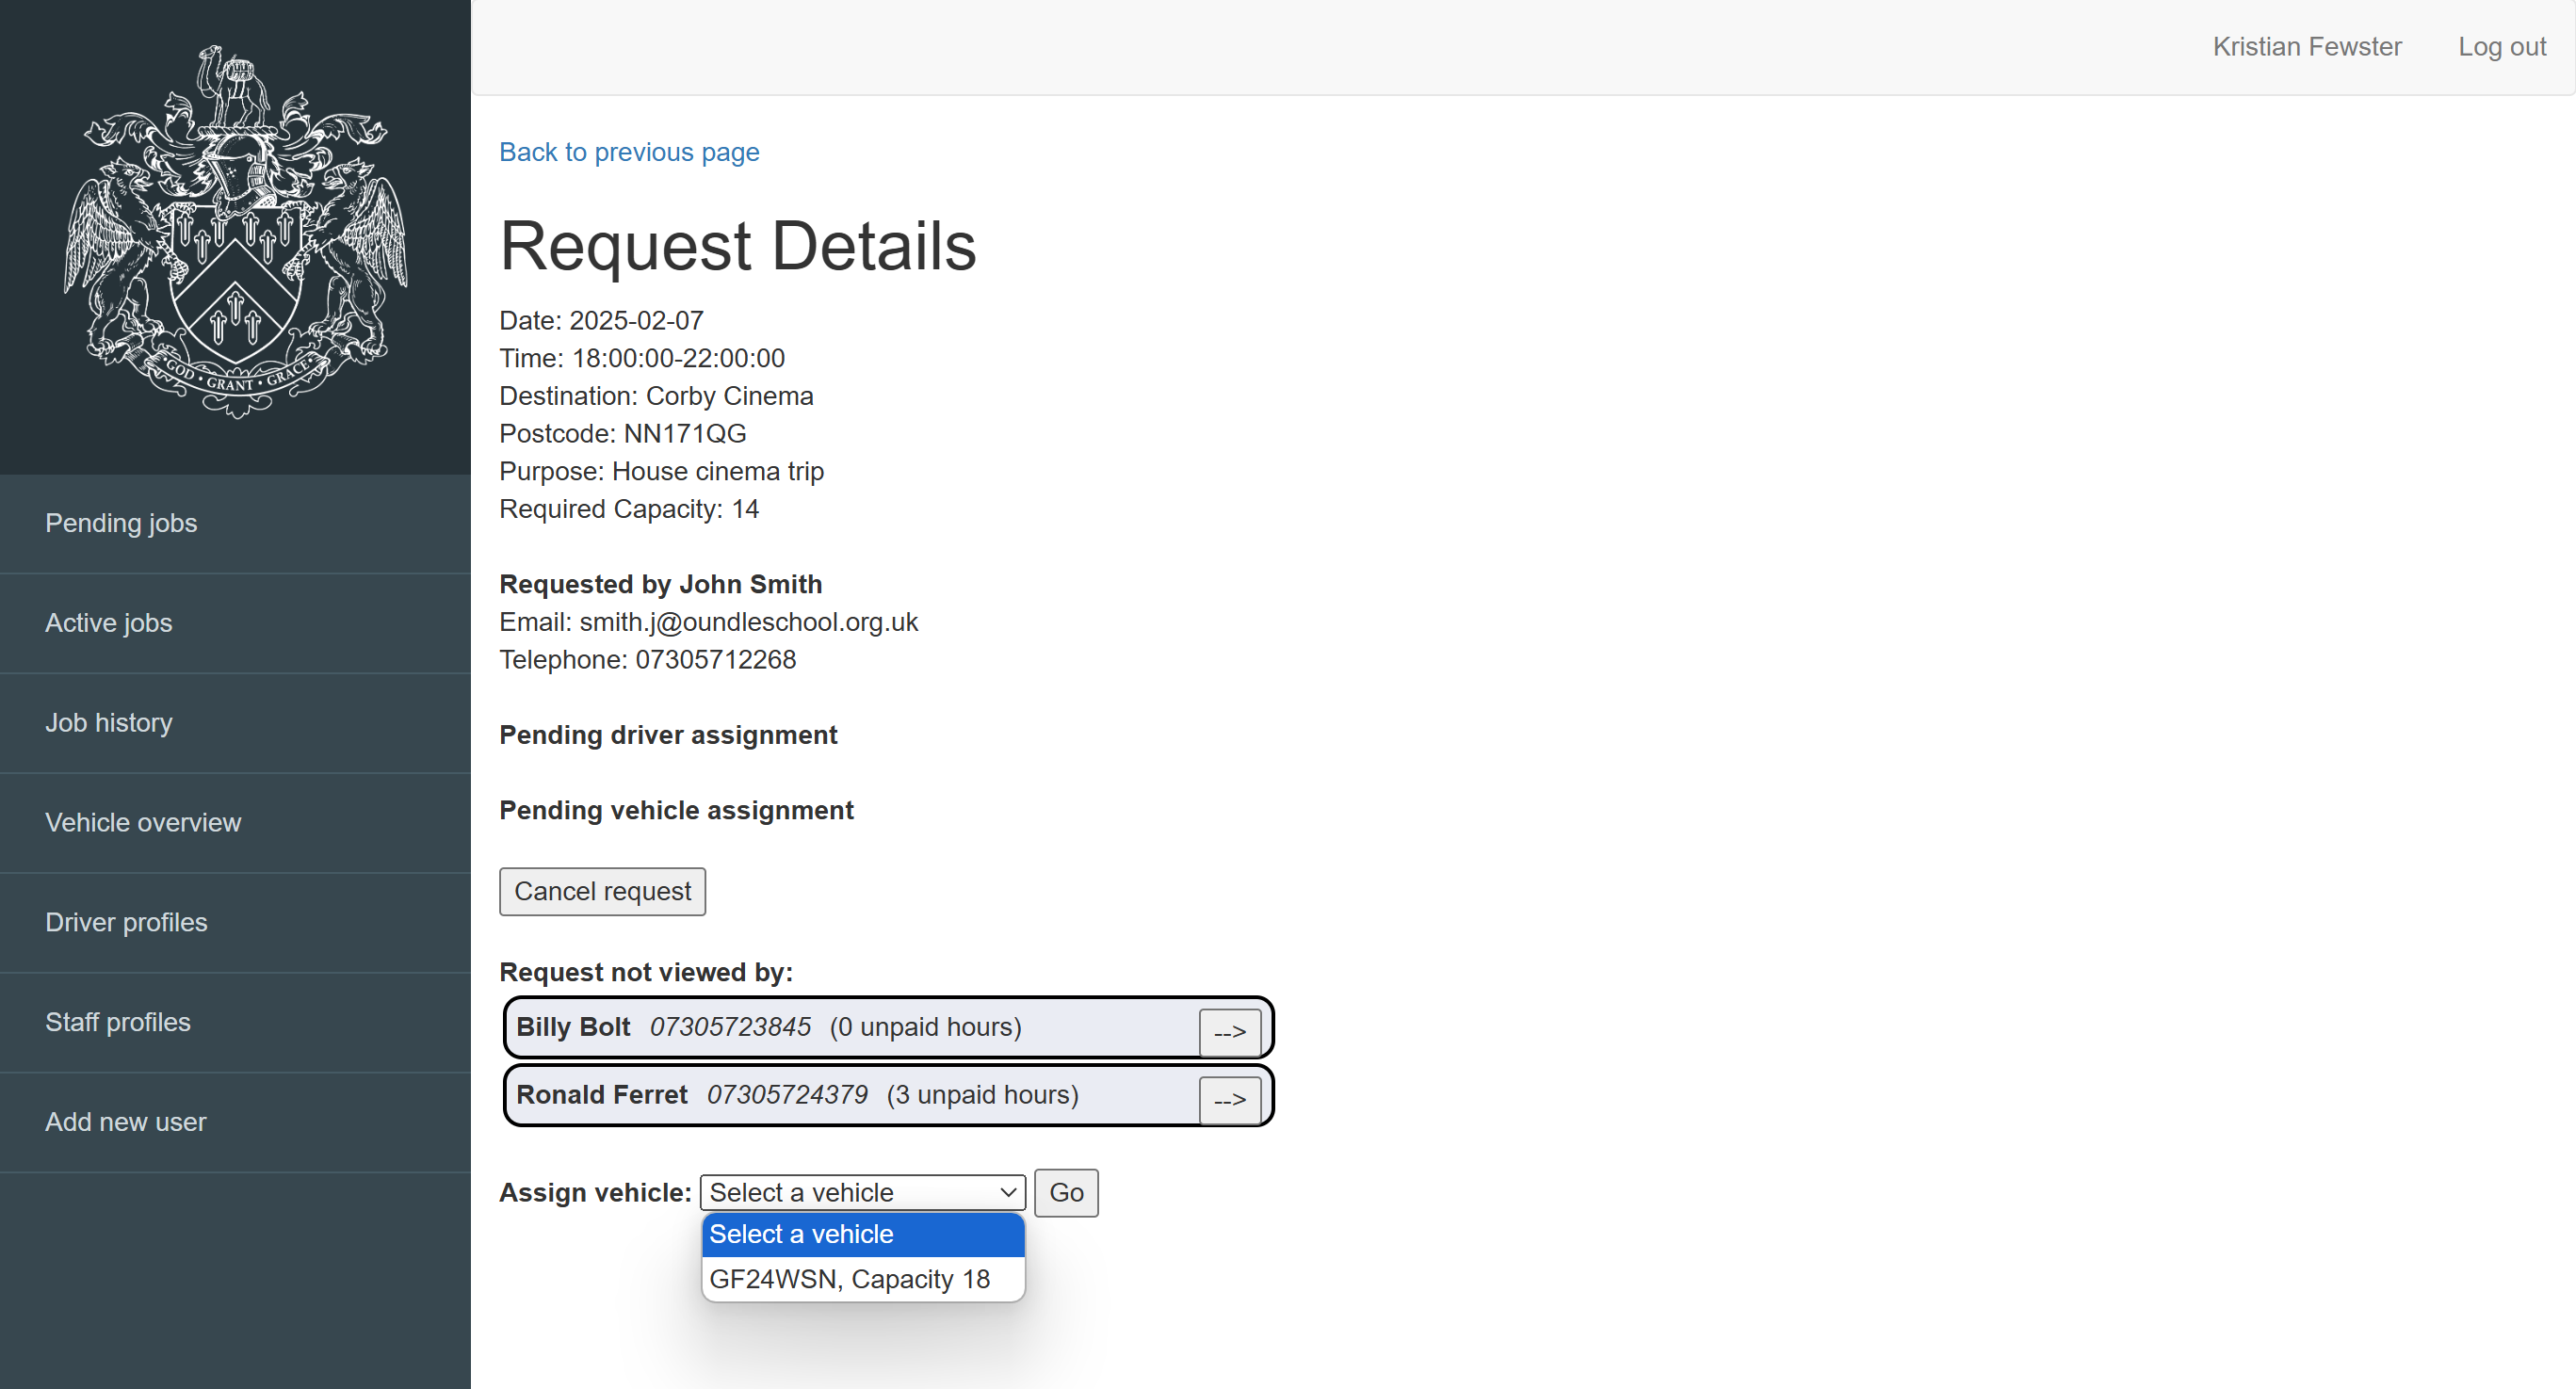 GOD • GRANT • GRACE
Pending jobs
Active jobs
Job history
Vehicle overview
Driver profiles
Staff profiles
Add new user
Kristian Fewster Log out
Back to previous page
Request Details
Date: 2025-02-07
Time: 18:00:00-22:00:00
Destination: Corby Cinema
Postcode: NN171QG
Purpose: House cinema trip
Required Capacity: 14
Requested by John Smith
Email: smith.j@oundleschool.org.uk
Telephone: 07305712268
Pending driver assignment
Pending vehicle assignment
Cancel request
Request not viewed by:
Billy Bolt 07305723845 (0 unpaid hours) -->
Ronald Ferret 07305724379 (3 unpaid hours) -->
Assign vehicle: Select a vehicle Go
Select a vehicle
GF24WSN, Capacity 18